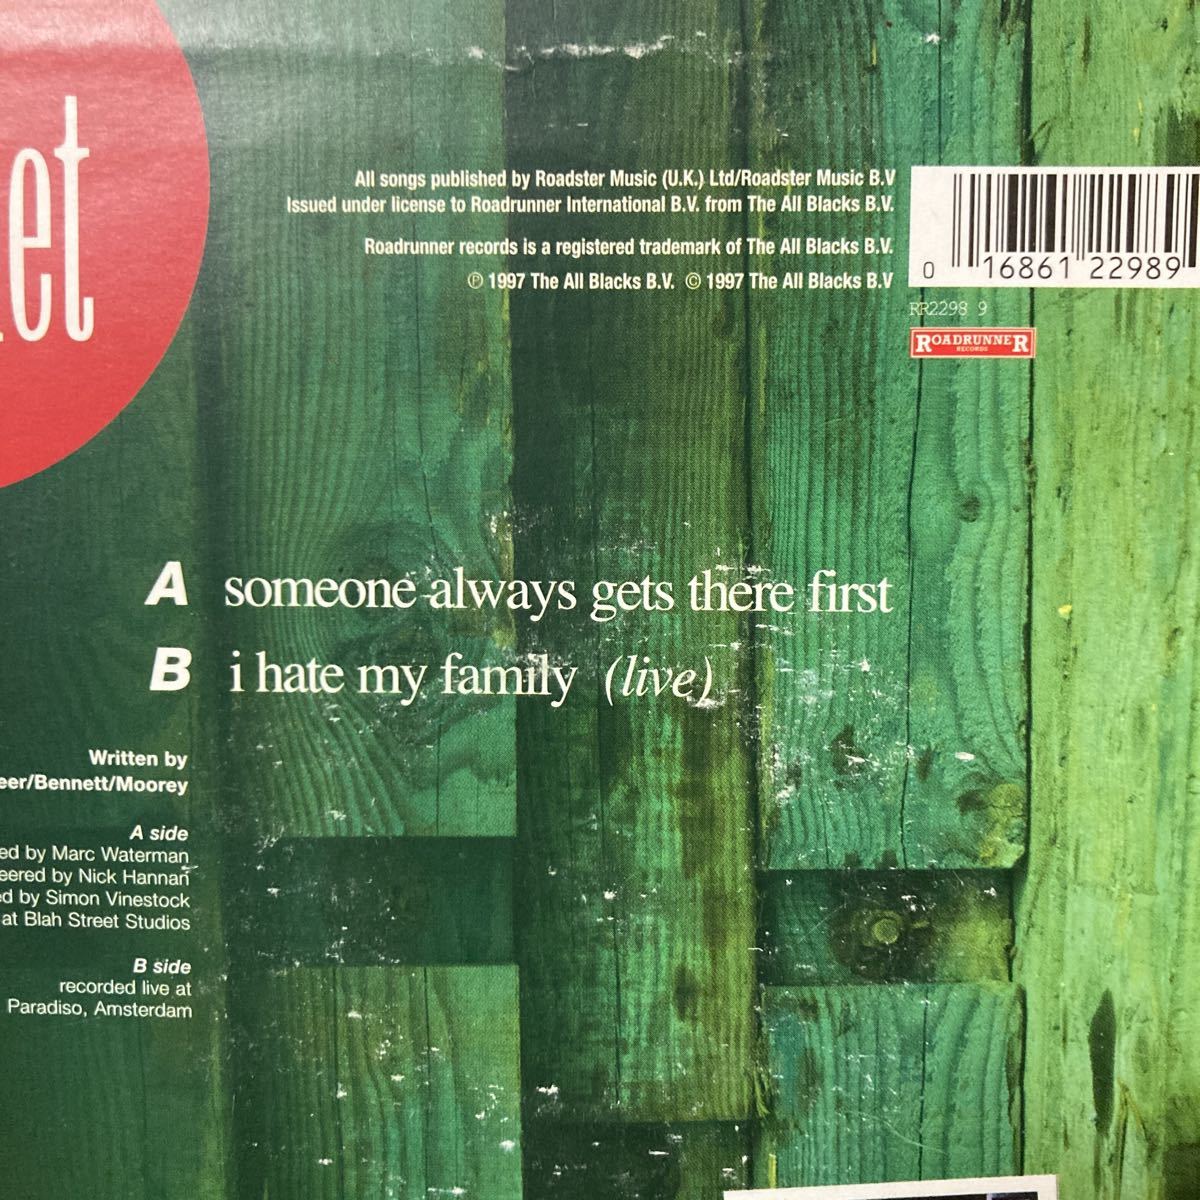 et
All songs published by Roadster Music (U.K.) Ltd/Roadster Music B.V
Issued under license to Roadrunner International B.V. from The All Blacks B.V.
Roadrunner records is a registered trademark of The All Blacks B.V.
℗ 1997 The All Blacks B.V. © 1997 The All Blacks B.V
0 16861 22989
RR2298 9
ROADRUNNER
RECORDS
A someone always gets there first
B i hate my family (live)
Written by
eer/Bennett/Moorey
A side
ed by Marc Waterman
eered by Nick Hannan
ed by Simon Vinestock
at Blah Street Studios
B side
recorded live at
Paradiso, Amsterdam